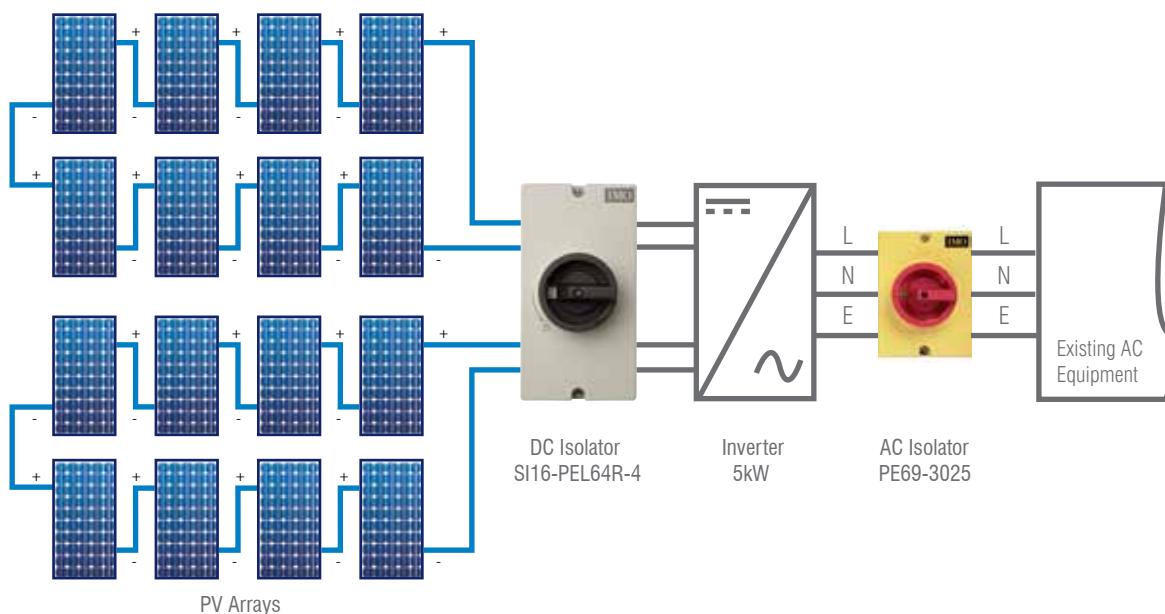 + + + +
- - - -
+ + + +
- - - -
+ + + +
- - - -
+ + + +
- - - -
IMO
IMO
L
N
E
L
N
E
Existing AC
Equipment
DC Isolator
SI16-PEL64R-4
Inverter
5kW
AC Isolator
PE69-3025
PV Arrays